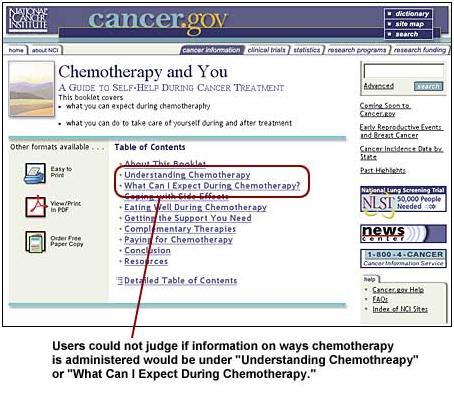 NATIONAL
CANCER
INSTITUTE
cancer.gov
dictionary
site map
search
home
about NCI
cancer information
clinical trials
statistics
research programs
research funding
Chemotherapy and You
A GUIDE TO SELF-HELP DURING CANCER TREATMENT
This booklet covers
• what you can expect during chemotheraphy
• what you can do to take care of yourself during and after treatment
Advanced
search
Coming Soon to
Cancer.gov
Early Reproductive Events
and Breast Cancer
Cancer Incidence Data by
State
Past Highlights
Other formats available . . .
Easy to
Print
View/Print
in PDF
Order Free
Paper Copy
Table of Contents
• About This Booklet
• Understanding Chemotherapy
• What Can I Expect During Chemotherapy?
• Coping with Side Effects
• Eating Well During Chemotherapy
• Getting the Support You Need
• Complementary Therapies
• Paying for Chemotherapy
• Conclusion
• Resources
Detailed Table of Contents
National Lung Screening Trial
NLST
50,000 People
Needed
news
center
1-800-4-CANCER
Cancer Information Service
help
• Cancer.gov Help
• FAQs
• Index of NCI Sites
Users could not judge if information on ways chemotherapy
is administered would be under "Understanding Chemothreapy"
or "What Can I Expect During Chemotherapy."